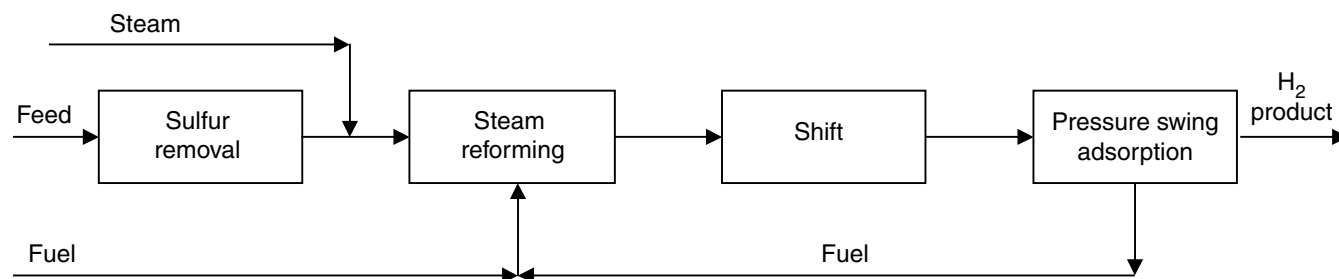 Steam
Feed
Sulfur
removal
Steam
reforming
Shift
Pressure swing
adsorption
H₂
product
Fuel
Fuel